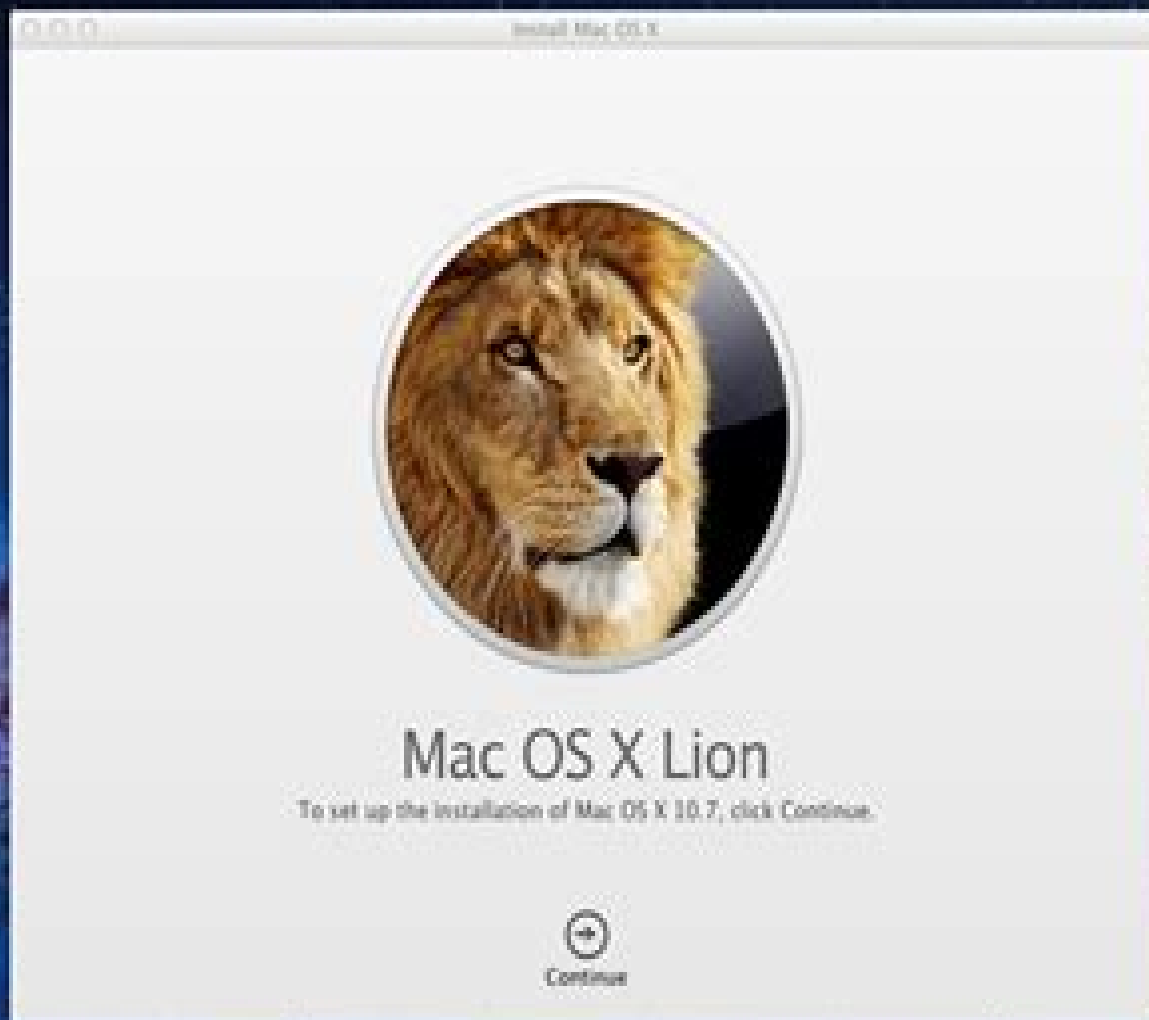 Install Mac OS X
Mac OS X Lion
To set up the installation of Mac OS X 10.7, click Continue.
Continue